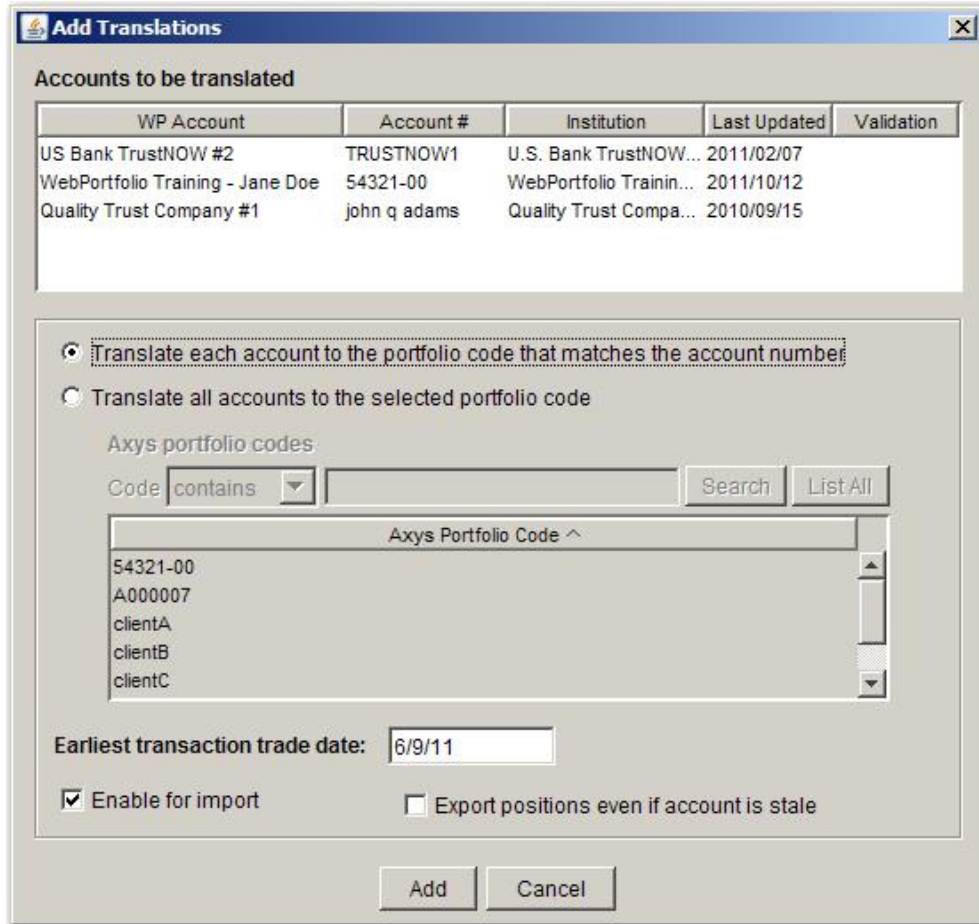 Add Translations
Accounts to be translated
WP Account Account # Institution Last Updated Validation
US Bank TrustNOW #2 TRUSTNOW1 U.S. Bank TrustNOW... 2011/02/07
WebPortfolio Training - Jane Doe 54321-00 WebPortfolio Trainin... 2011/10/12
Quality Trust Company #1 john q adams Quality Trust Compa... 2010/09/15
Translate each account to the portfolio code that matches the account number
Translate all accounts to the selected portfolio code
Axys portfolio codes
Code contains Search List All
Axys Portfolio Code ^
54321-00
A000007
clientA
clientB
clientC
Earliest transaction trade date: 6/9/11
Enable for import Export positions even if account is stale
Add Cancel